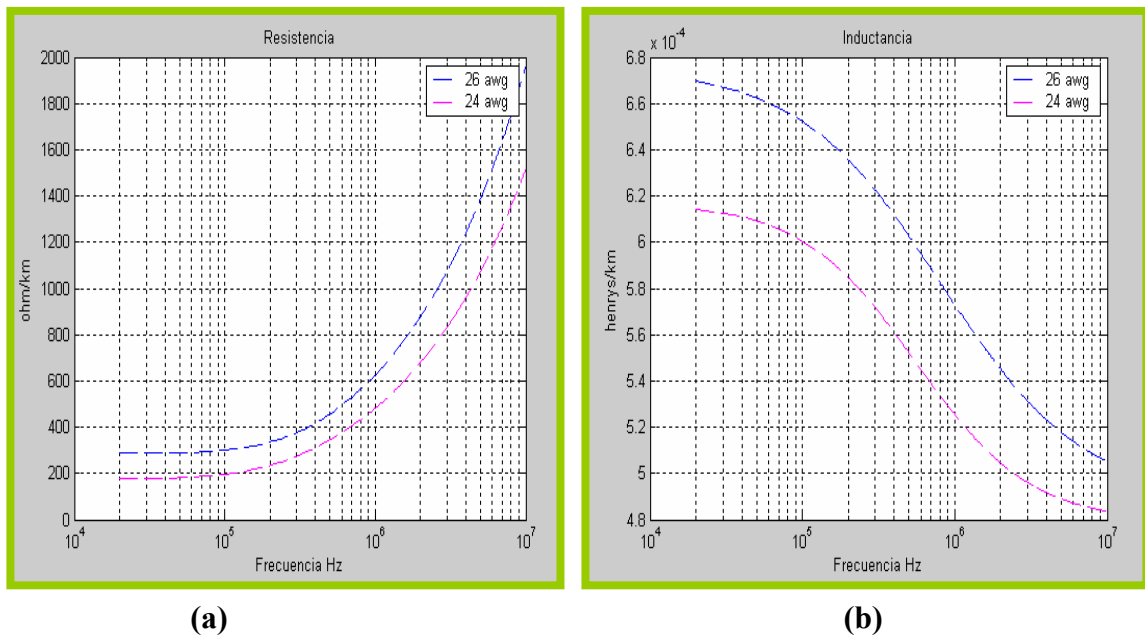 Resistencia
2000
1800
1600
1400
1200
1000
800
600
400
200
0
ohm/km
26 awg
24 awg
10^4
10^5
10^6
10^7
Frecuencia Hz
(a)
Inductancia
x 10^-4
6.8
6.6
6.4
6.2
6
5.8
5.6
5.4
5.2
5
4.8
henrys/km
26 awg
24 awg
10^4
10^5
10^6
10^7
Frecuencia Hz
(b)